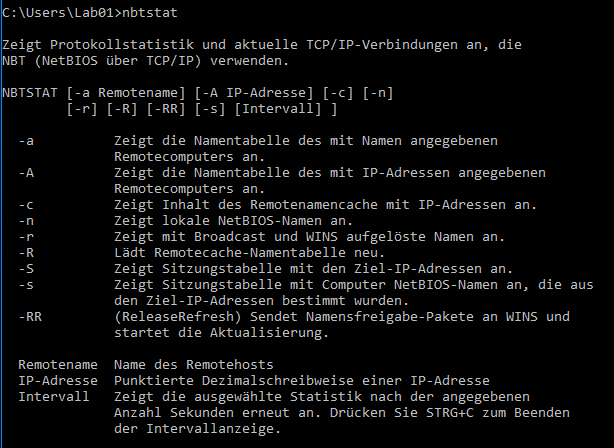 C:\Users\Lab01>nbtstat
Zeigt Protokollstatistik und aktuelle TCP/IP-Verbindungen an, die
NBT (NetBIOS über TCP/IP) verwenden.
NBTSTAT [-a Remotename] [-A IP-Adresse] [-c] [-n]
[-r] [-R] [-RR] [-s] [Intervall] ]
-a Zeigt die Namentabelle des mit Namen angegebenen
Remotecomputers an.
-A Zeigt die Namentabelle des mit IP-Adressen angegebenen
Remotecomputers an.
-c Zeigt Inhalt des Remotenamencache mit IP-Adressen an.
-n Zeigt lokale NetBIOS-Namen an.
-r Zeigt mit Broadcast und WINS aufgelöste Namen an.
-R Lädt Remotecache-Namentabelle neu.
-S Zeigt Sitzungstabelle mit den Ziel-IP-Adressen an.
-s Zeigt Sitzungstabelle mit Computer NetBIOS-Namen an, die aus
den Ziel-IP-Adressen bestimmt wurden.
-RR (ReleaseRefresh) Sendet Namensfreigabe-Pakete an WINS und
startet die Aktualisierung.
Remotename Name des Remotehosts
IP-Adresse Punktierte Dezimalschreibweise einer IP-Adresse
Intervall Zeigt die ausgewählte Statistik nach der angegebenen
Anzahl Sekunden erneut an. Drücken Sie STRG+C zum Beenden
der Intervallanzeige.